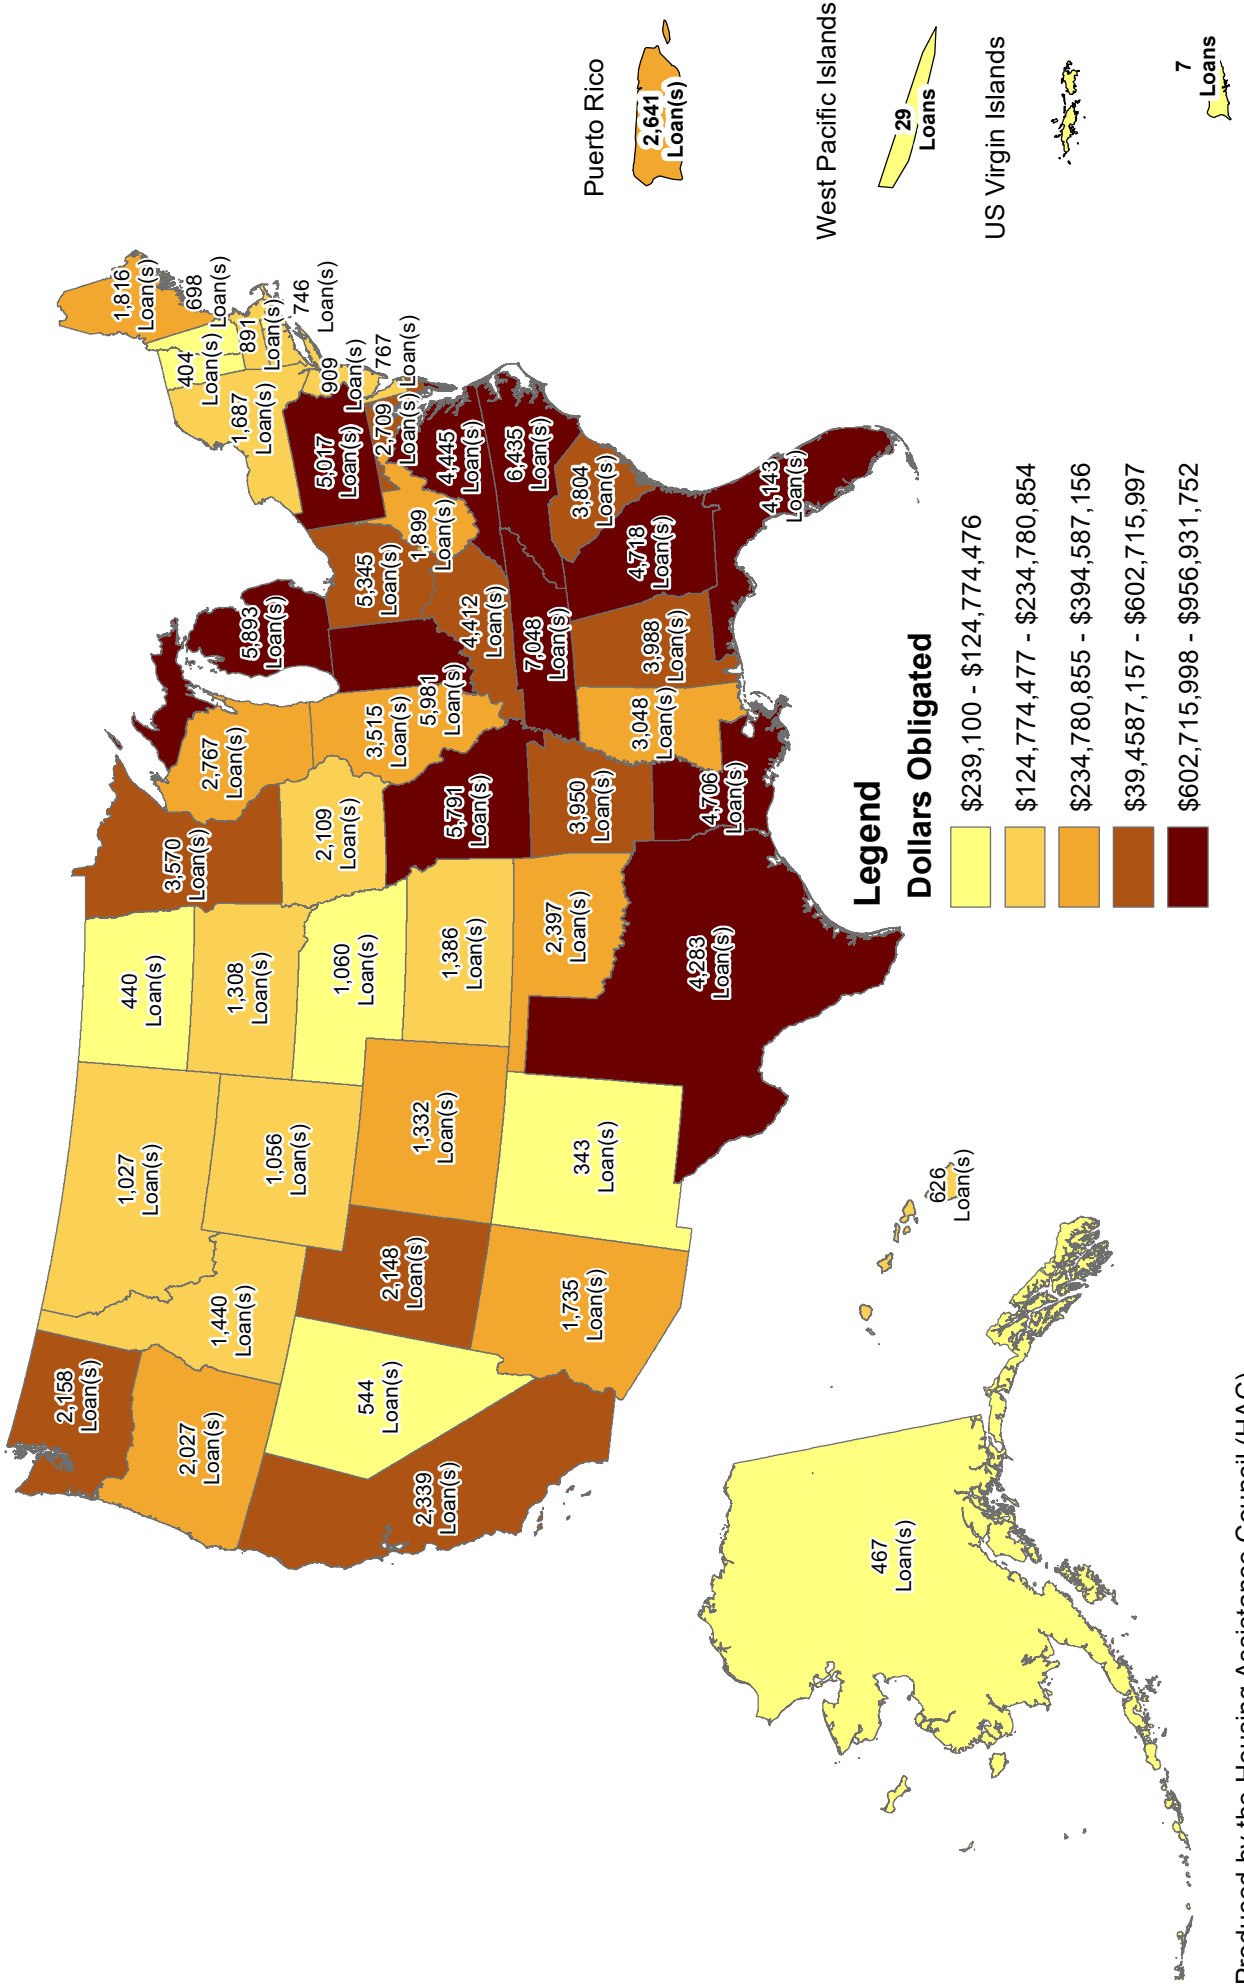 2,158
Loan(s)
2,027
Loan(s)
2,339
Loan(s)
544
Loan(s)
1,440
Loan(s)
1,027
Loan(s)
1,056
Loan(s)
2,148
Loan(s)
1,735
Loan(s)
1,332
Loan(s)
343
Loan(s)
440
Loan(s)
1,308
Loan(s)
1,060
Loan(s)
1,386
Loan(s)
2,397
Loan(s)
4,283
Loan(s)
3,570
Loan(s)
2,109
Loan(s)
5,791
Loan(s)
3,950
Loan(s)
4,706
Loan(s)
2,767
Loan(s)
3,515
Loan(s)
5,981
Loan(s)
5,893
Loan(s)
5,345
Loan(s)
4,412
Loan(s)
7,048
Loan(s)
3,048
Loan(s)
3,988
Loan(s)
4,718
Loan(s)
4,143
Loan(s)
3,804
Loan(s)
6,435
Loan(s)
4,445
Loan(s)
1,899
Loan(s)
5,017
Loan(s)
2,709
Loan(s)
767
Loan(s)
909
Loan(s)
1,687
Loan(s)
404
Loan(s)
698
Loan(s)
891
Loan(s)
746
Loan(s)
1,816
Loan(s)
467
Loan(s)
626
Loan(s)
Puerto Rico
2,641
Loan(s)
West Pacific Islands
29
Loans
US Virgin Islands
7
Loans
Legend
Dollars Obligated
$239,100 - $124,774,476
$124,774,477 - $234,780,854
$234,780,855 - $394,587,156
$39,4587,157 - $602,715,997
$602,715,998 - $956,931,752
Produced by the Housing Assistance Council (HAC)